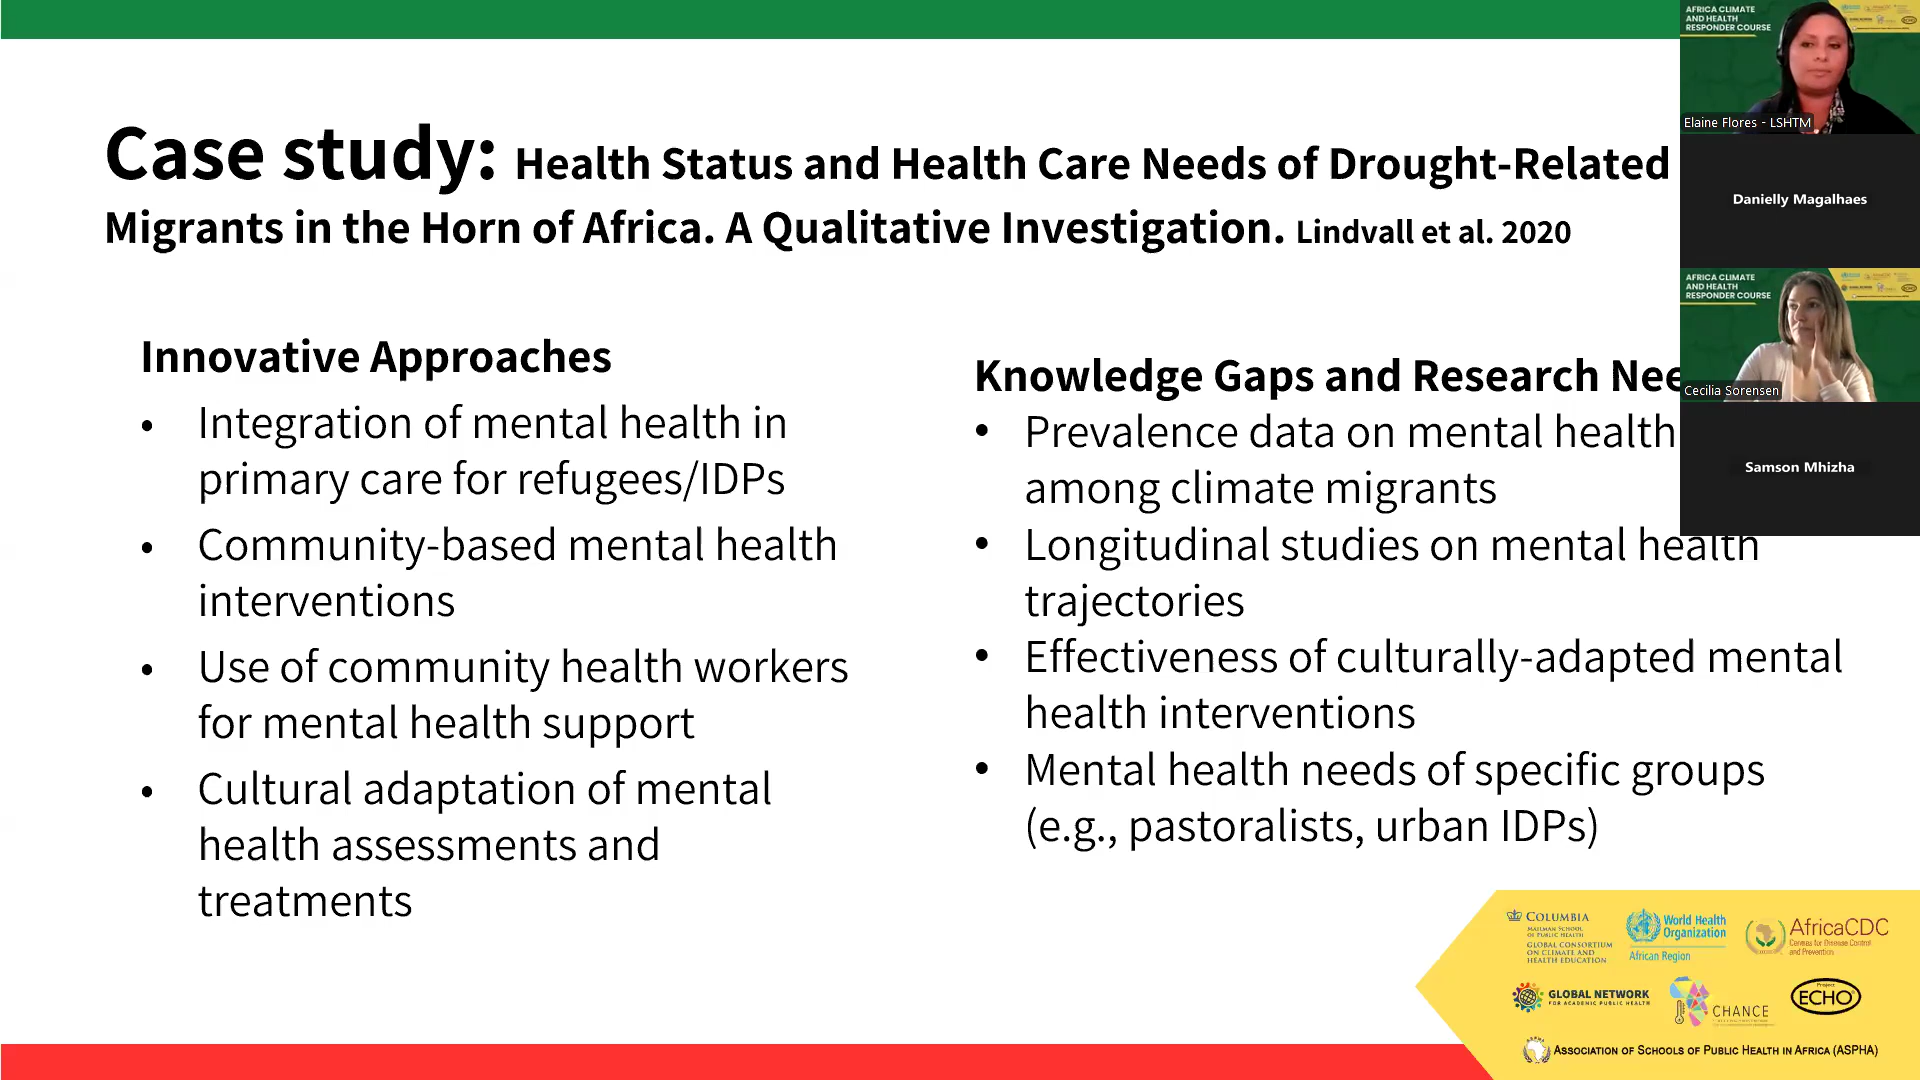 Case study: Health Status and Health Care Needs of Drought-Related
Migrants in the Horn of Africa. A Qualitative Investigation. Lindvall et al. 2020
Innovative Approaches
• Integration of mental health in
primary care for refugees/IDPs
• Community-based mental health
interventions
• Use of community health workers
for mental health support
• Cultural adaptation of mental
health assessments and
treatments
Knowledge Gaps and Research Nee
• Prevalence data on mental health
among climate migrants
• Longitudinal studies on mental health
trajectories
• Effectiveness of culturally-adapted mental
health interventions
• Mental health needs of specific groups
(e.g., pastoralists, urban IDPs)
AFRICA CLIMATE
AND HEALTH
RESPONDER COURSE
Elaine Flores - LSHTM
Danielly Magalhaes
AFRICA CLIMATE
AND HEALTH
RESPONDER COURSE
Cecilia Sorensen
Samson Mhizha
COLUMBIA
MAILMAN SCHOOL
OF PUBLIC HEALTH
GLOBAL CONSORTIUM
ON CLIMATE AND
HEALTH EDUCATION
World Health
Organization
African Region
AfricaCDC
Centres for Disease Control
and Prevention
GLOBAL NETWORK
FOR ACADEMIC PUBLIC HEALTH
CHANCE
Project
ECHO
ASPHA
ASSOCIATION OF SCHOOLS OF PUBLIC HEALTH IN AFRICA (ASPHA)